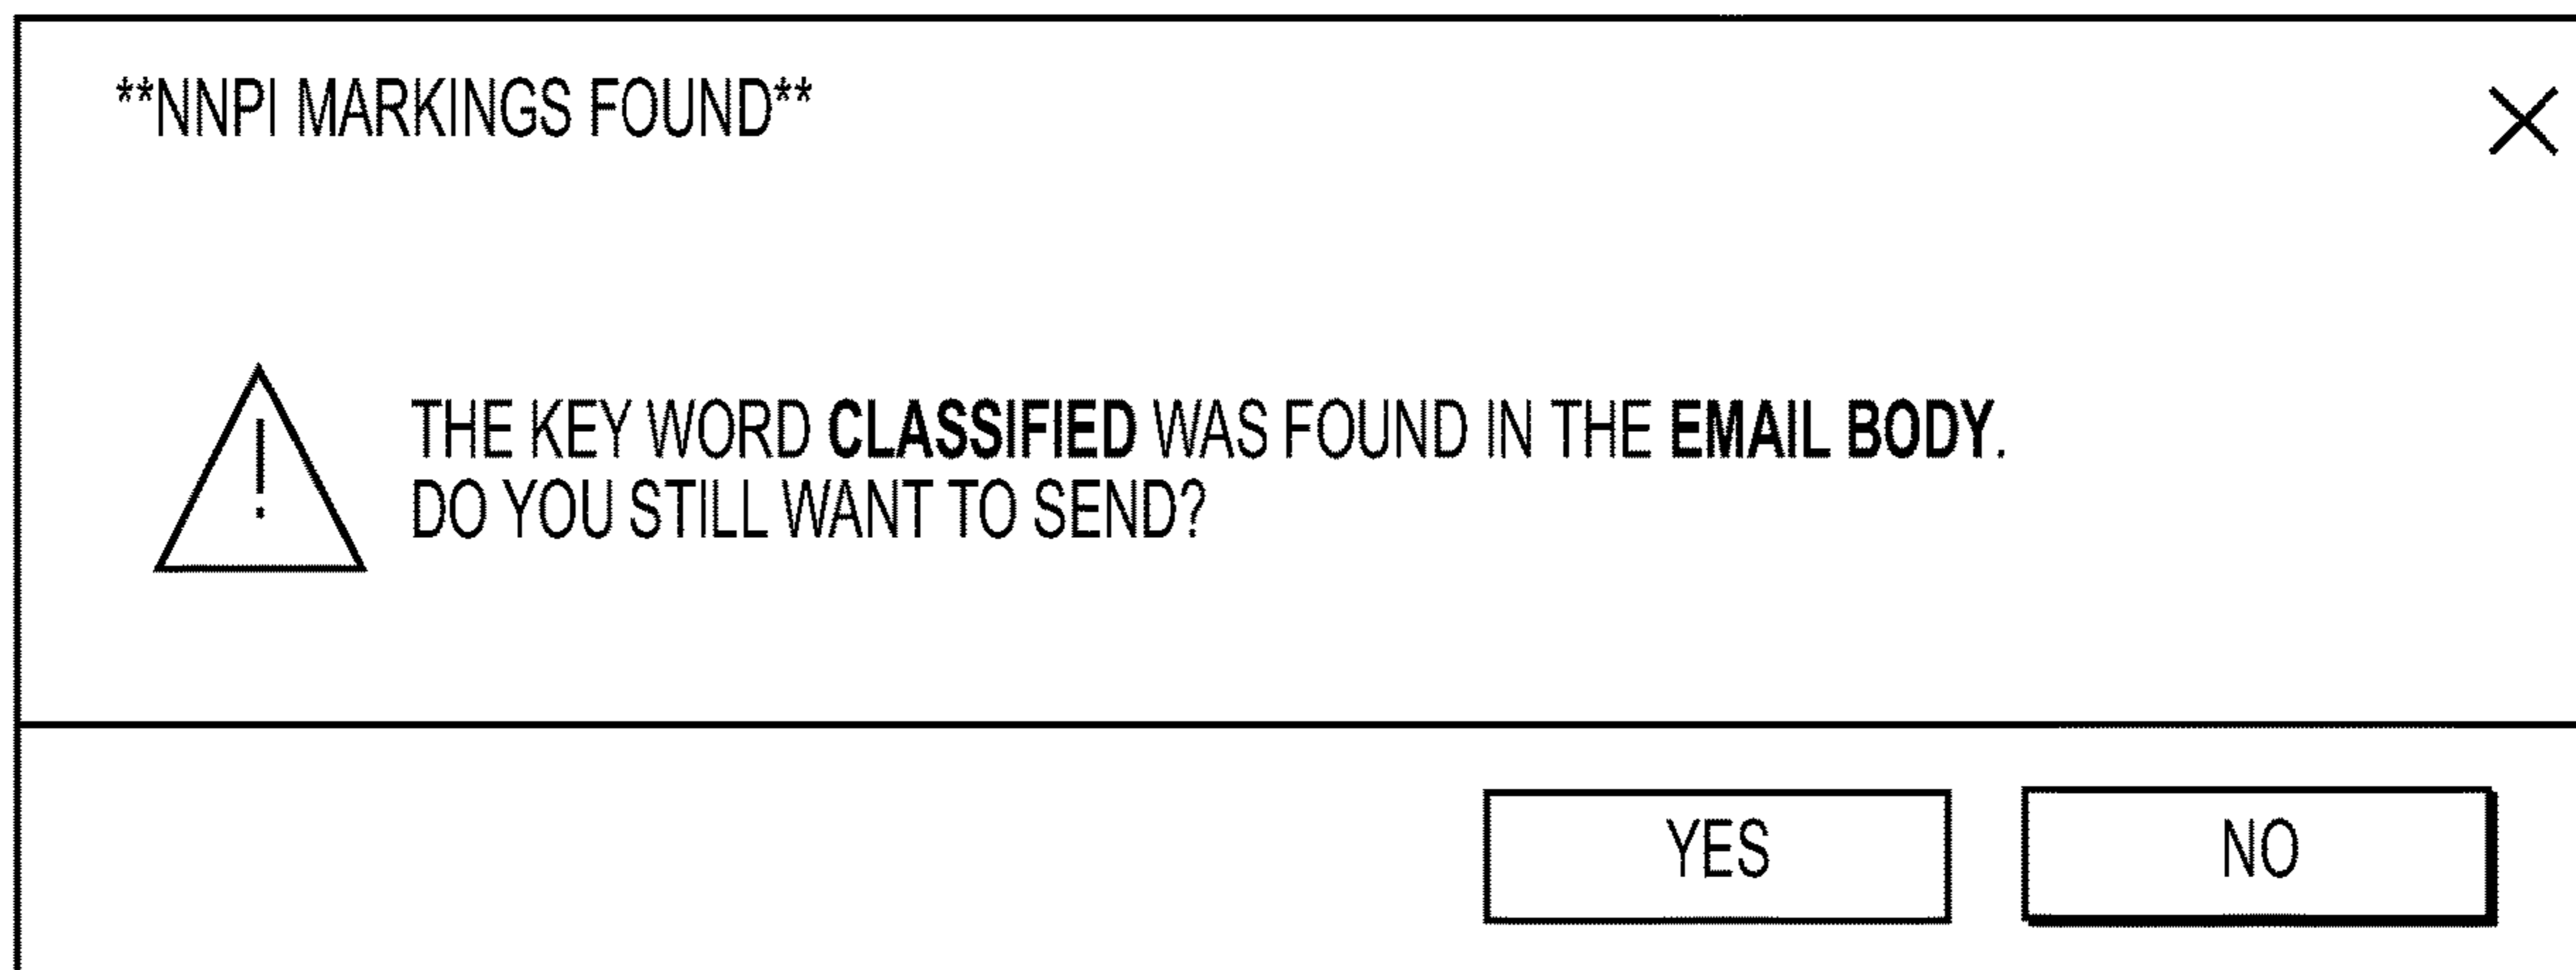 **NNPI MARKINGS FOUND**
THE KEY WORD CLASSIFIED WAS FOUND IN THE EMAIL BODY.
DO YOU STILL WANT TO SEND?
YES
NO